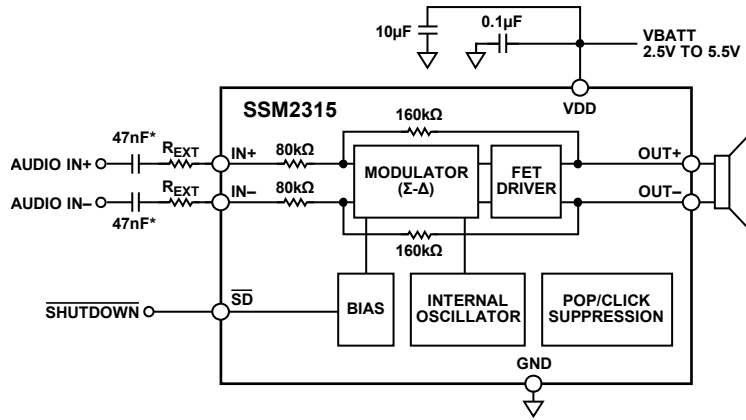 10µF
0.1µF
VBATT
2.5V TO 5.5V
VDD
SSM2315
160kΩ
47nF*
REXT
AUDIO IN+
IN+
80kΩ
MODULATOR
(Σ-Δ)
FET
DRIVER
OUT+
REXT
AUDIO IN–
47nF*
IN–
80kΩ
OUT–
160kΩ
SHUTDOWN
SD
BIAS
INTERNAL
OSCILLATOR
POP/CLICK
SUPPRESSION
GND